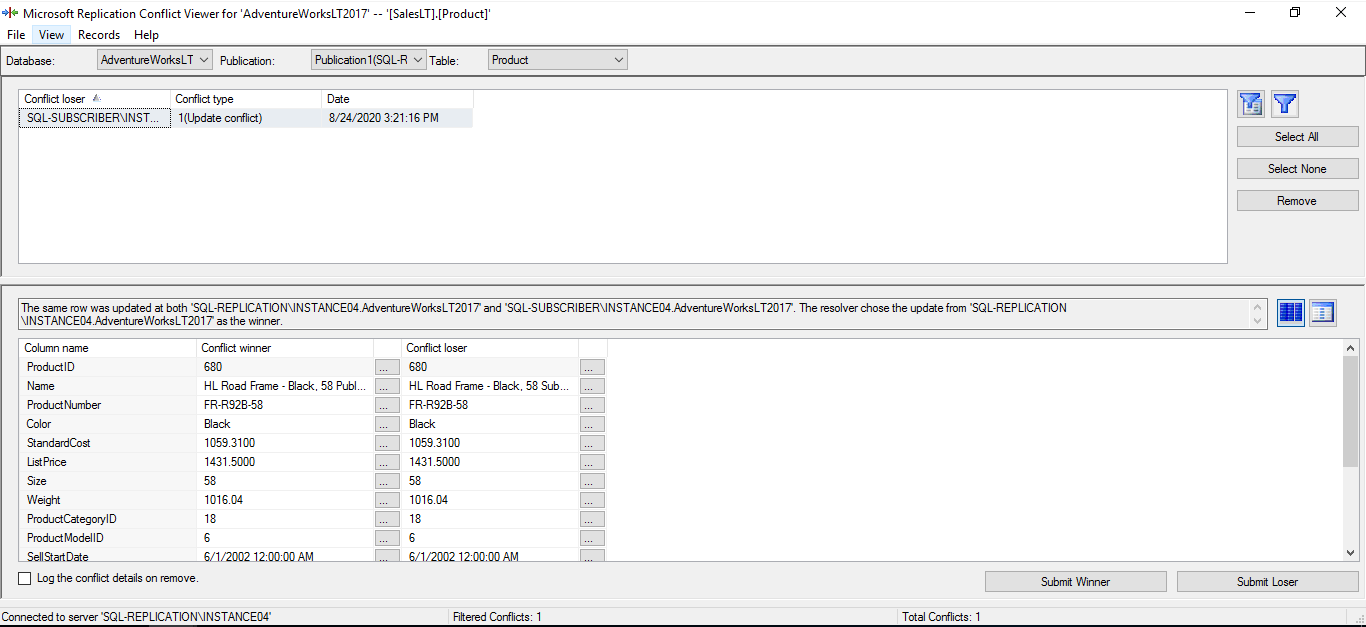 Microsoft Replication Conflict Viewer for 'AdventureWorksLT2017' -- '[SalesLT].[Product]'
File View Records Help
Database: AdventureWorksLT Publication: Publication1(SQL-R Table: Product
Conflict loser Conflict type Date
SQL-SUBSCRIBER\INST... 1(Update conflict) 8/24/2020 3:21:16 PM
Select All
Select None
Remove
The same row was updated at both 'SQL-REPLICATION\INSTANCE04.AdventureWorksLT2017' and 'SQL-SUBSCRIBER\INSTANCE04.AdventureWorksLT2017'. The resolver chose the update from 'SQL-REPLICATION
\INSTANCE04.AdventureWorksLT2017' as the winner.
Column name Conflict winner Conflict loser
ProductID 680 ... 680 ...
Name HL Road Frame - Black, 58 Publ... ... HL Road Frame - Black, 58 Sub... ...
ProductNumber FR-R92B-58 ... FR-R92B-58 ...
Color Black ... Black ...
StandardCost 1059.3100 ... 1059.3100 ...
ListPrice 1431.5000 ... 1431.5000 ...
Size 58 ... 58 ...
Weight 1016.04 ... 1016.04 ...
ProductCategoryID 18 ... 18 ...
ProductModelID 6 ... 6 ...
SellStartDate 6/1/2002 12:00:00 AM ... 6/1/2002 12:00:00 AM ...
Log the conflict details on remove.
Submit Winner Submit Loser
Connected to server 'SQL-REPLICATION\INSTANCE04' Filtered Conflicts: 1 Total Conflicts: 1